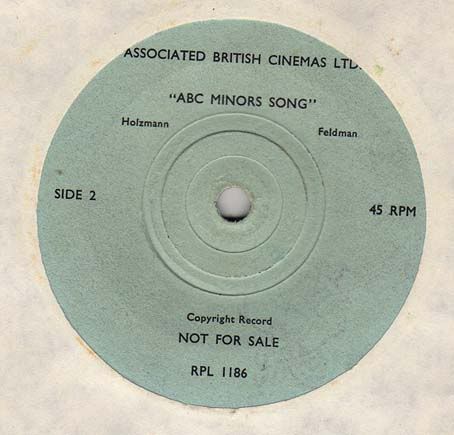 ASSOCIATED BRITISH CINEMAS LTD.
"ABC MINORS SONG"
Holzmann Feldman
SIDE 2 45 RPM
Copyright Record
NOT FOR SALE
RPL 1186